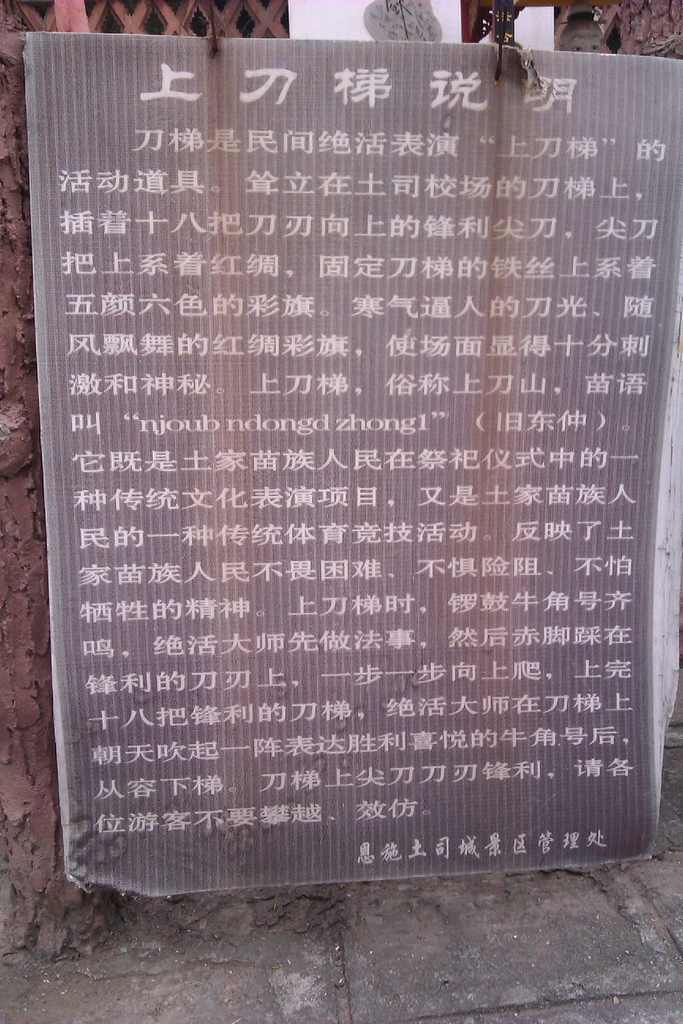 上刀梯说明
刀梯是民间绝活表演“上刀梯”的
活动道具。耸立在土司校场的刀梯上，
插着十八把刀刃向上的锋利尖刀，尖刀
把上系着红绸，固定刀梯的铁丝上系着
五颜六色的彩旗。寒气逼人的刀光、随
风飘舞的红绸彩旗，使场面显得十分刺
激和神秘。上刀梯，俗称上刀山，苗语
叫“njoub ndongd zhong1”（旧东仲）。
它既是土家苗族人民在祭祀仪式中的一
种传统文化表演项目，又是土家苗族人
民的一种传统体育竞技活动。反映了土
家苗族人民不畏困难、不惧险阻、不怕
牺牲的精神。上刀梯时，锣鼓牛角号齐
鸣，绝活大师先做法事，然后赤脚踩在
锋利的刀刃上，一步一步向上爬，上完
十八把锋利的刀梯，绝活大师在刀梯上
朝天吹起一阵表达胜利喜悦的牛角号后，
从容下梯。刀梯上尖刀刀刃锋利，请各
位游客不要攀越、效仿。
恩施土司城景区管理处